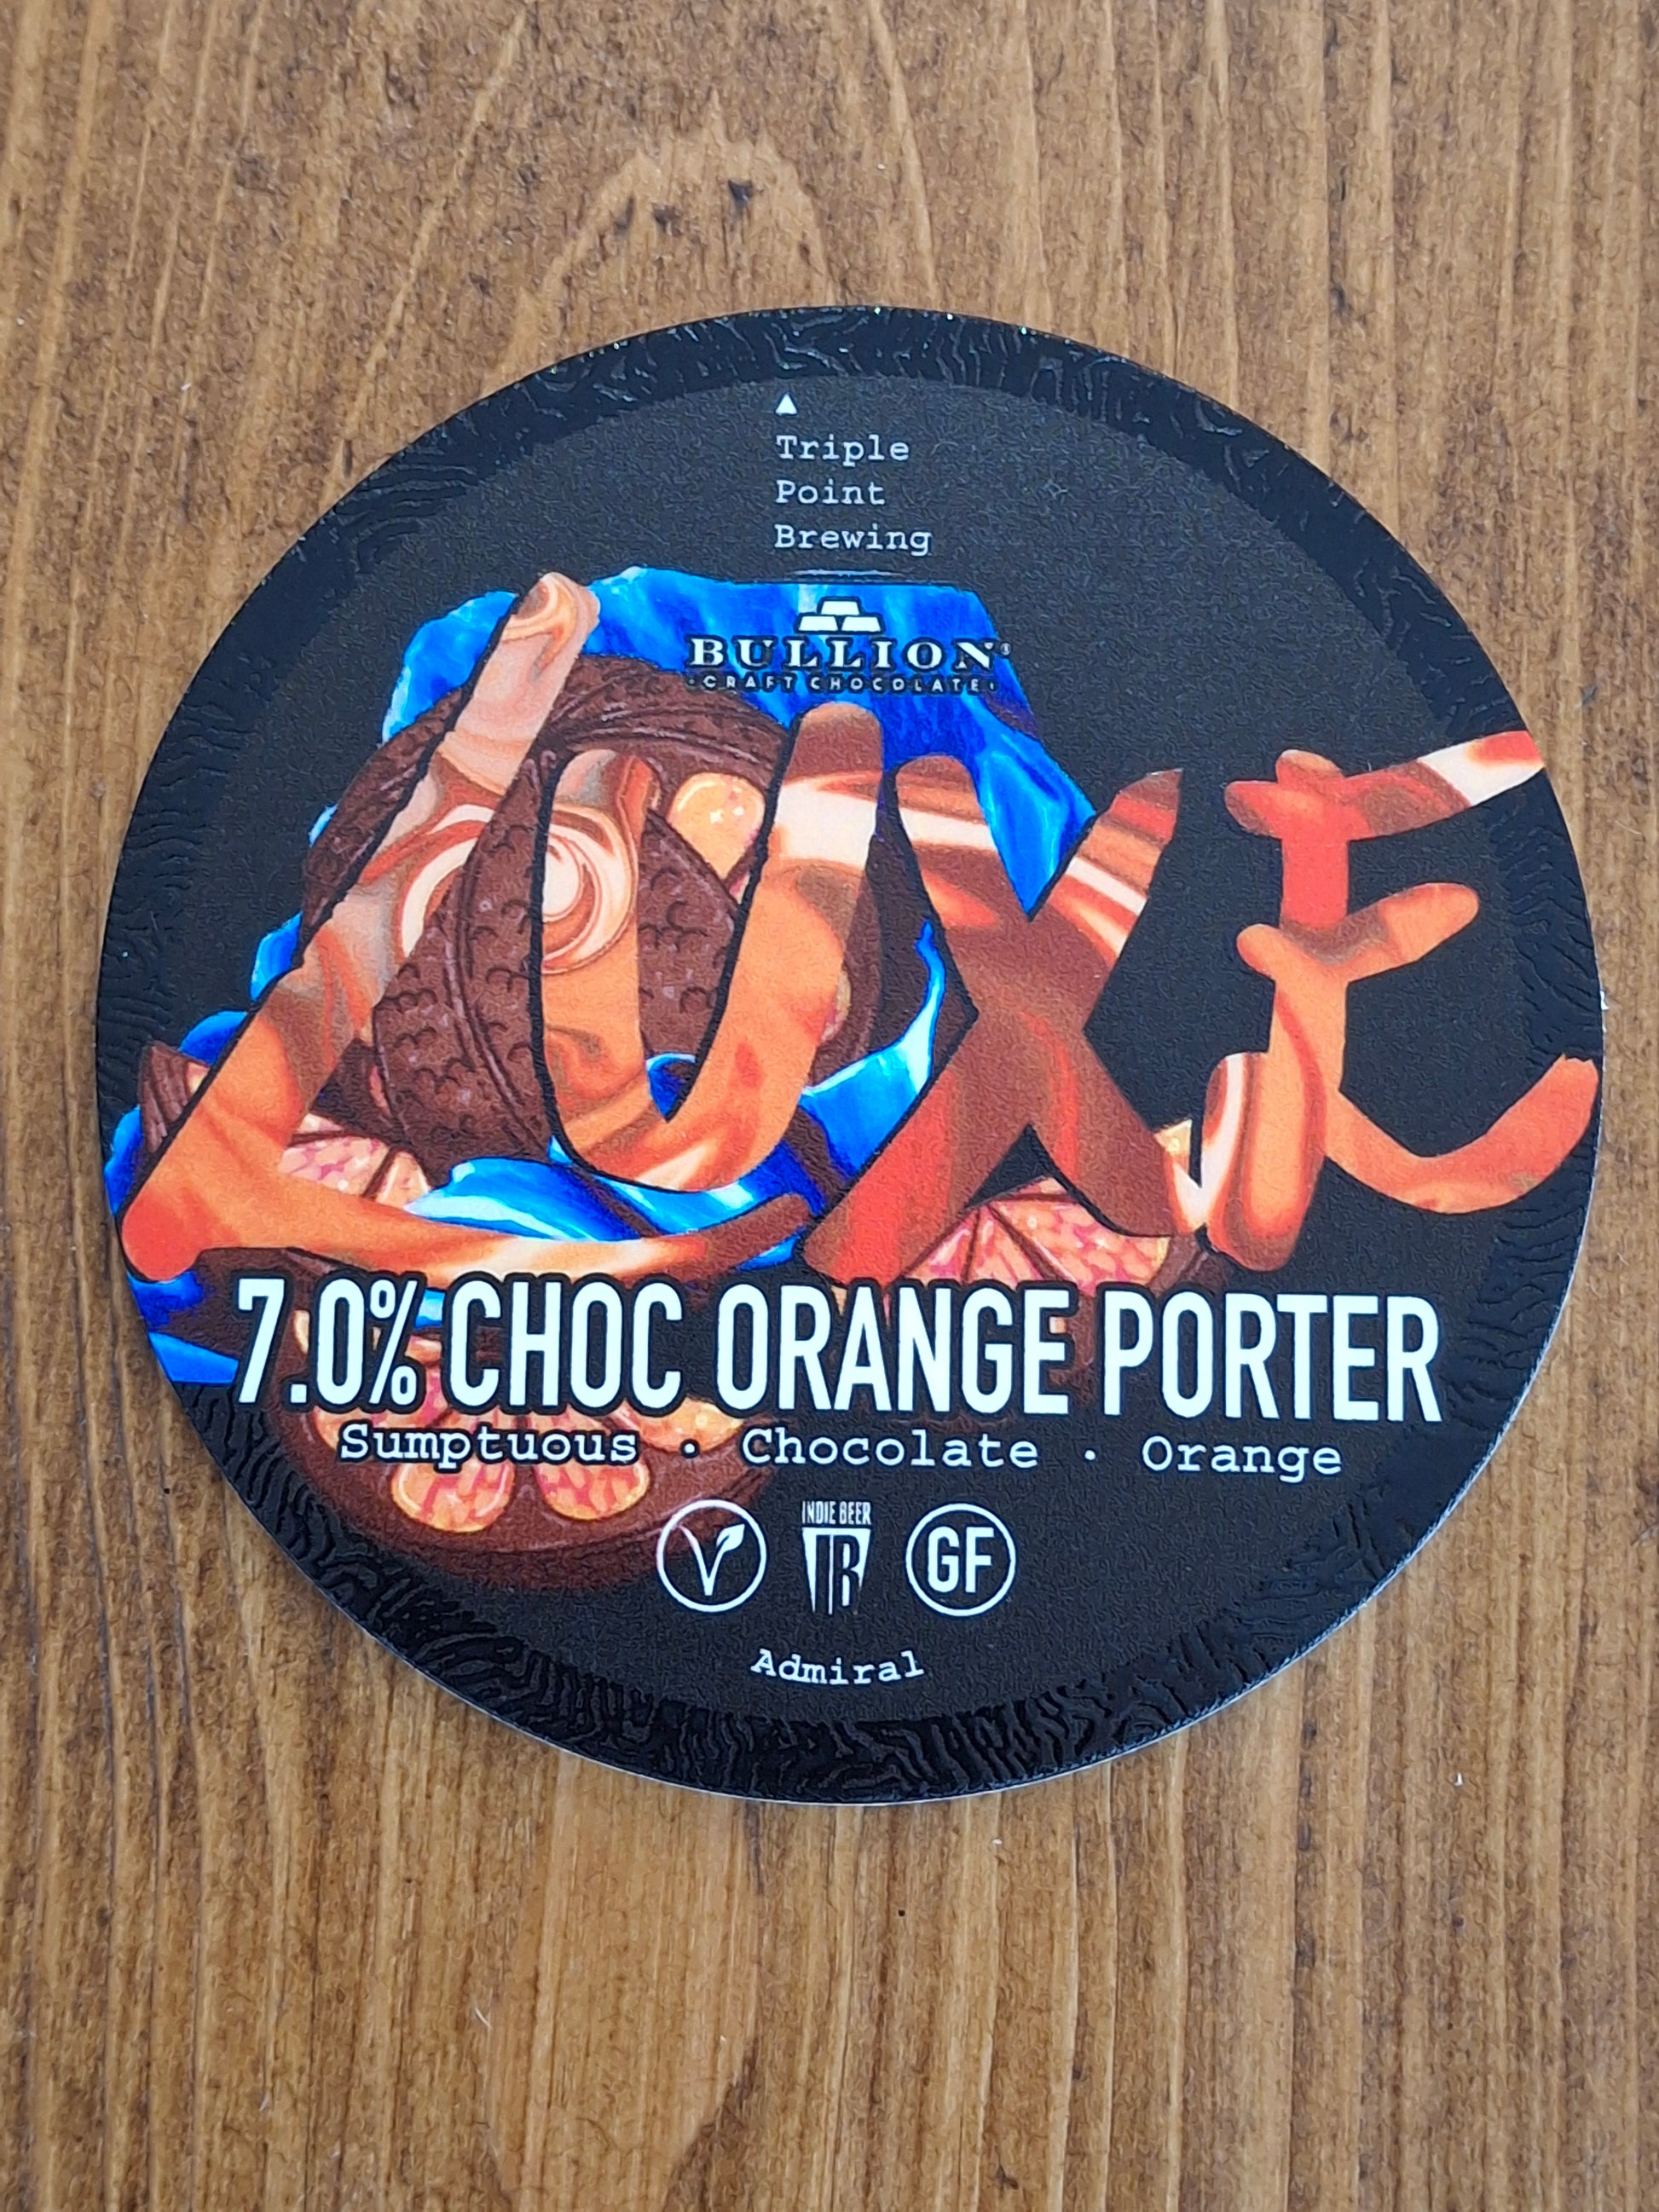 Triple
Point
Brewing
BULLION®
·CRAFT CHOCOLATE·
LUXE
7.0% CHOC ORANGE PORTER
Sumptuous · Chocolate · Orange
V
INDIE BEER
IB
GF
Admiral